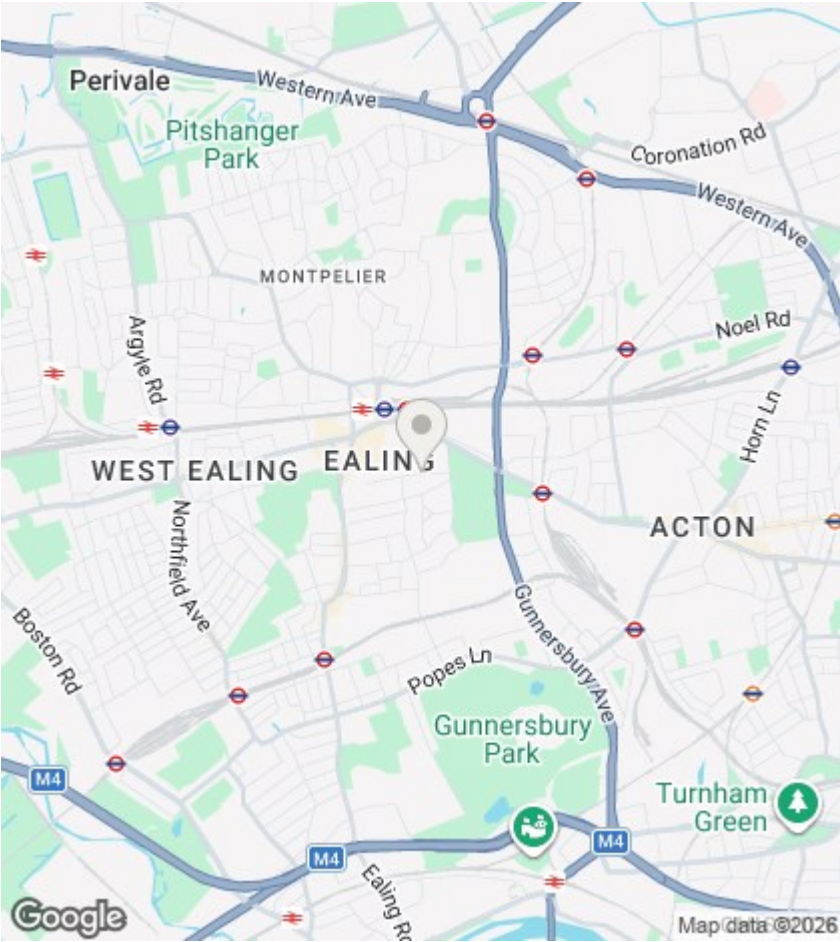 Perivale
Western Ave
Pitshanger
Park
Coronation Rd
Western Ave
MONTPELIER
Argyle Rd
Noel Rd
Horn Ln
WEST EALING
EALING
ACTON
Northfield Ave
Boston Rd
Gunnersbury Ave
Popes Ln
Gunnersbury
Park
M4
Turnham
Green
M4
M4
Ealing Rd
Google
Map data ©2026